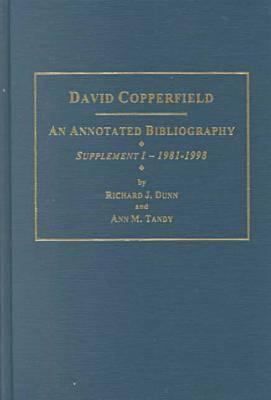 DAVID COPPERFIELD
AN ANNOTATED BIBLIOGRAPHY
SUPPLEMENT I – 1981-1998
by
RICHARD J. DUNN
and
ANN M. TANDY